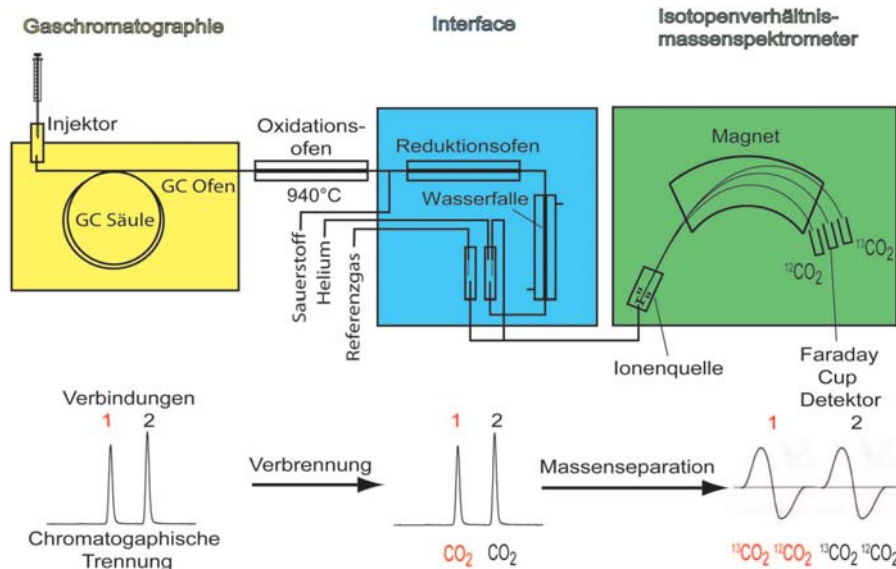 Gaschromatographie
Interface
Isotopenverhältnis-
massenspektrometer
Injektor
GC Ofen
GC Säule
Oxidations-
ofen
940°C
Reduktionsofen
Wasserfalle
Sauerstoff
Helium
Referenzgas
Magnet
¹²CO₂
¹³CO₂
Ionenquelle
Faraday
Cup
Detektor
Verbindungen
1 2
Chromatogaphische
Trennung
Verbrennung
1 2
CO₂ CO₂
Massenseparation
1 2
¹³CO₂ ¹²CO₂ ¹³CO₂ ¹²CO₂